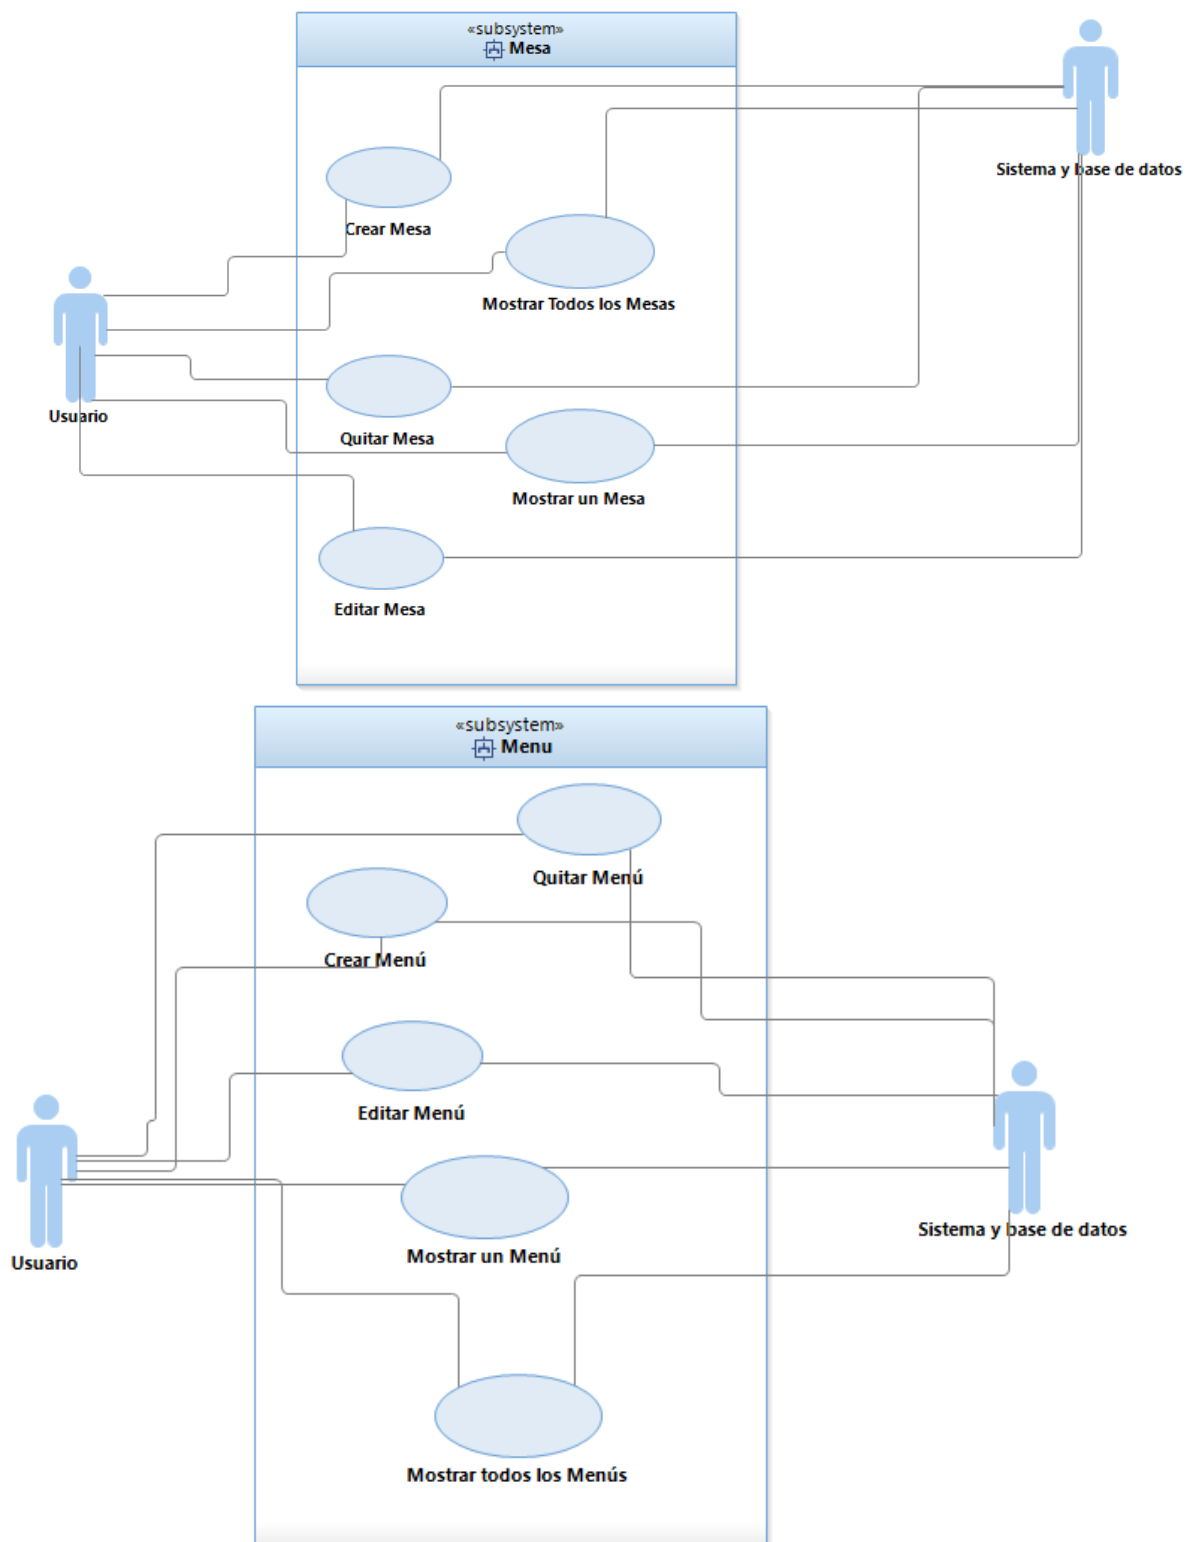 «subsystem»
Mesa
Sistema y base de datos
Crear Mesa
Mostrar Todos los Mesas
Usuario
Quitar Mesa
Mostrar un Mesa
Editar Mesa
«subsystem»
Menu
Quitar Menú
Crear Menú
Editar Menú
Sistema y base de datos
Mostrar un Menú
Usuario
Mostrar todos los Menús